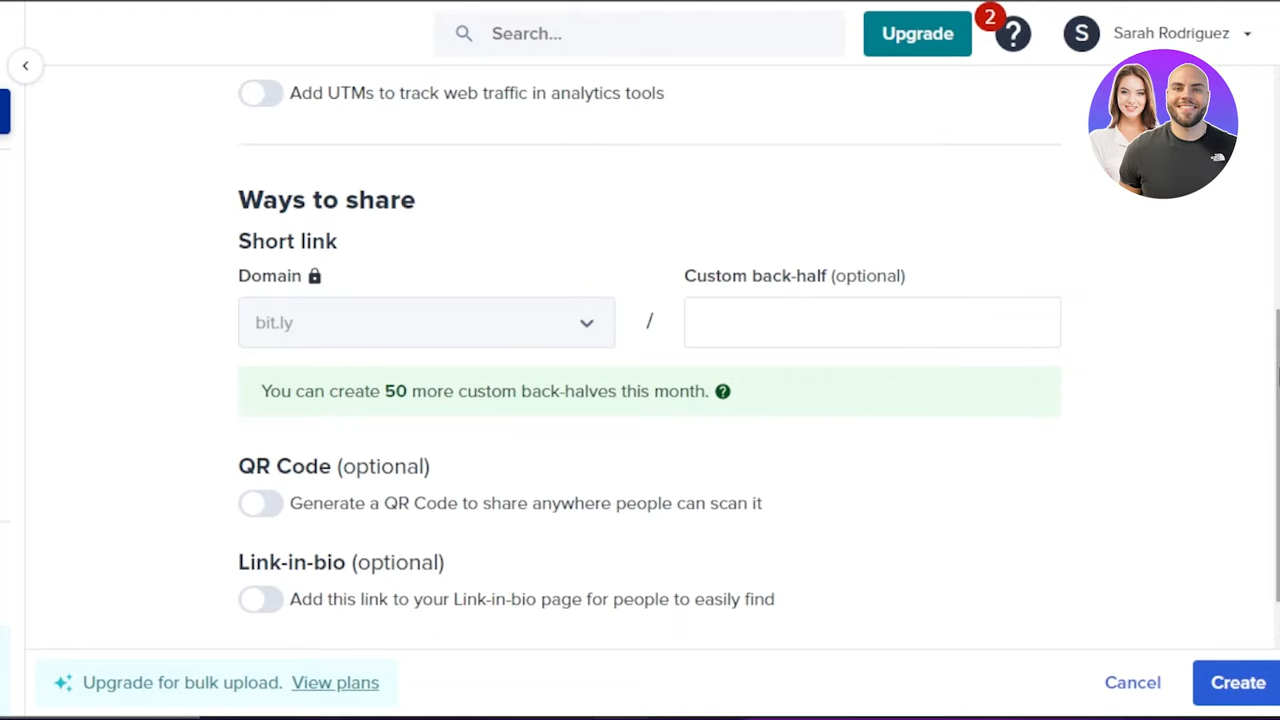 Search...
Upgrade
2
?
S
Sarah Rodriguez
Add UTMs to track web traffic in analytics tools
Ways to share
Short link
Domain
Custom back-half (optional)
bit.ly
/
You can create 50 more custom back-halves this month. ?
QR Code (optional)
Generate a QR Code to share anywhere people can scan it
Link-in-bio (optional)
Add this link to your Link-in-bio page for people to easily find
Upgrade for bulk upload. View plans
Cancel
Create